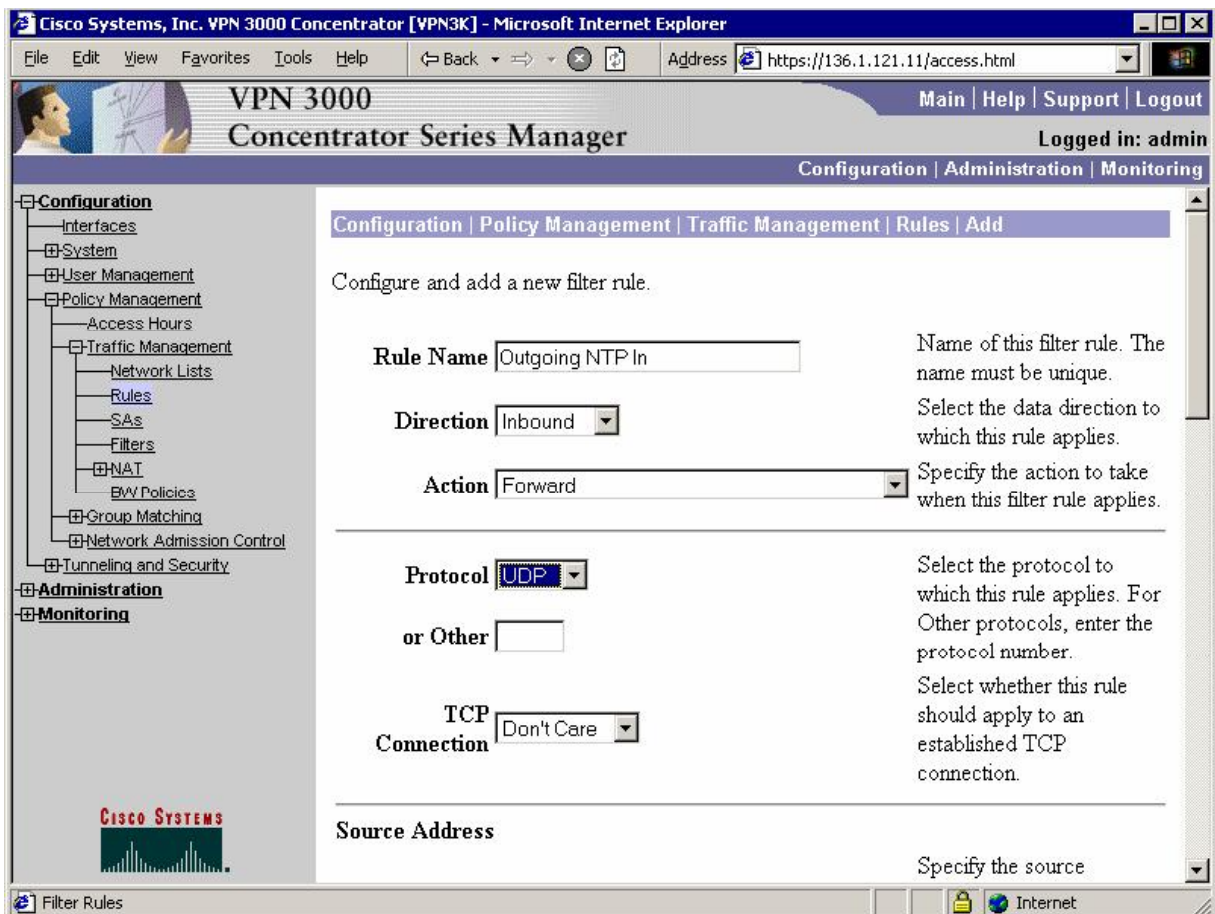 Cisco Systems, Inc. VPN 3000 Concentrator [VPN3K] - Microsoft Internet Explorer
File Edit View Favorites Tools Help Back Address https://136.1.121.11/access.html
VPN 3000
Concentrator Series Manager
Main | Help | Support | Logout
Logged in: admin
Configuration | Administration | Monitoring
Configuration
Interfaces
System
User Management
Policy Management
Access Hours
Traffic Management
Network Lists
Rules
SAs
Filters
NAT
BW Policies
Group Matching
Network Admission Control
Tunneling and Security
Administration
Monitoring
CISCO SYSTEMS
Configuration | Policy Management | Traffic Management | Rules | Add
Configure and add a new filter rule.
Rule Name Outgoing NTP In
Name of this filter rule. The
name must be unique.
Direction Inbound
Select the data direction to
which this rule applies.
Action Forward
Specify the action to take
when this filter rule applies.
Protocol UDP
or Other
Select the protocol to
which this rule applies. For
Other protocols, enter the
protocol number.
TCP
Connection Don't Care
Select whether this rule
should apply to an
established TCP
connection.
Source Address
Specify the source
Filter Rules
Internet